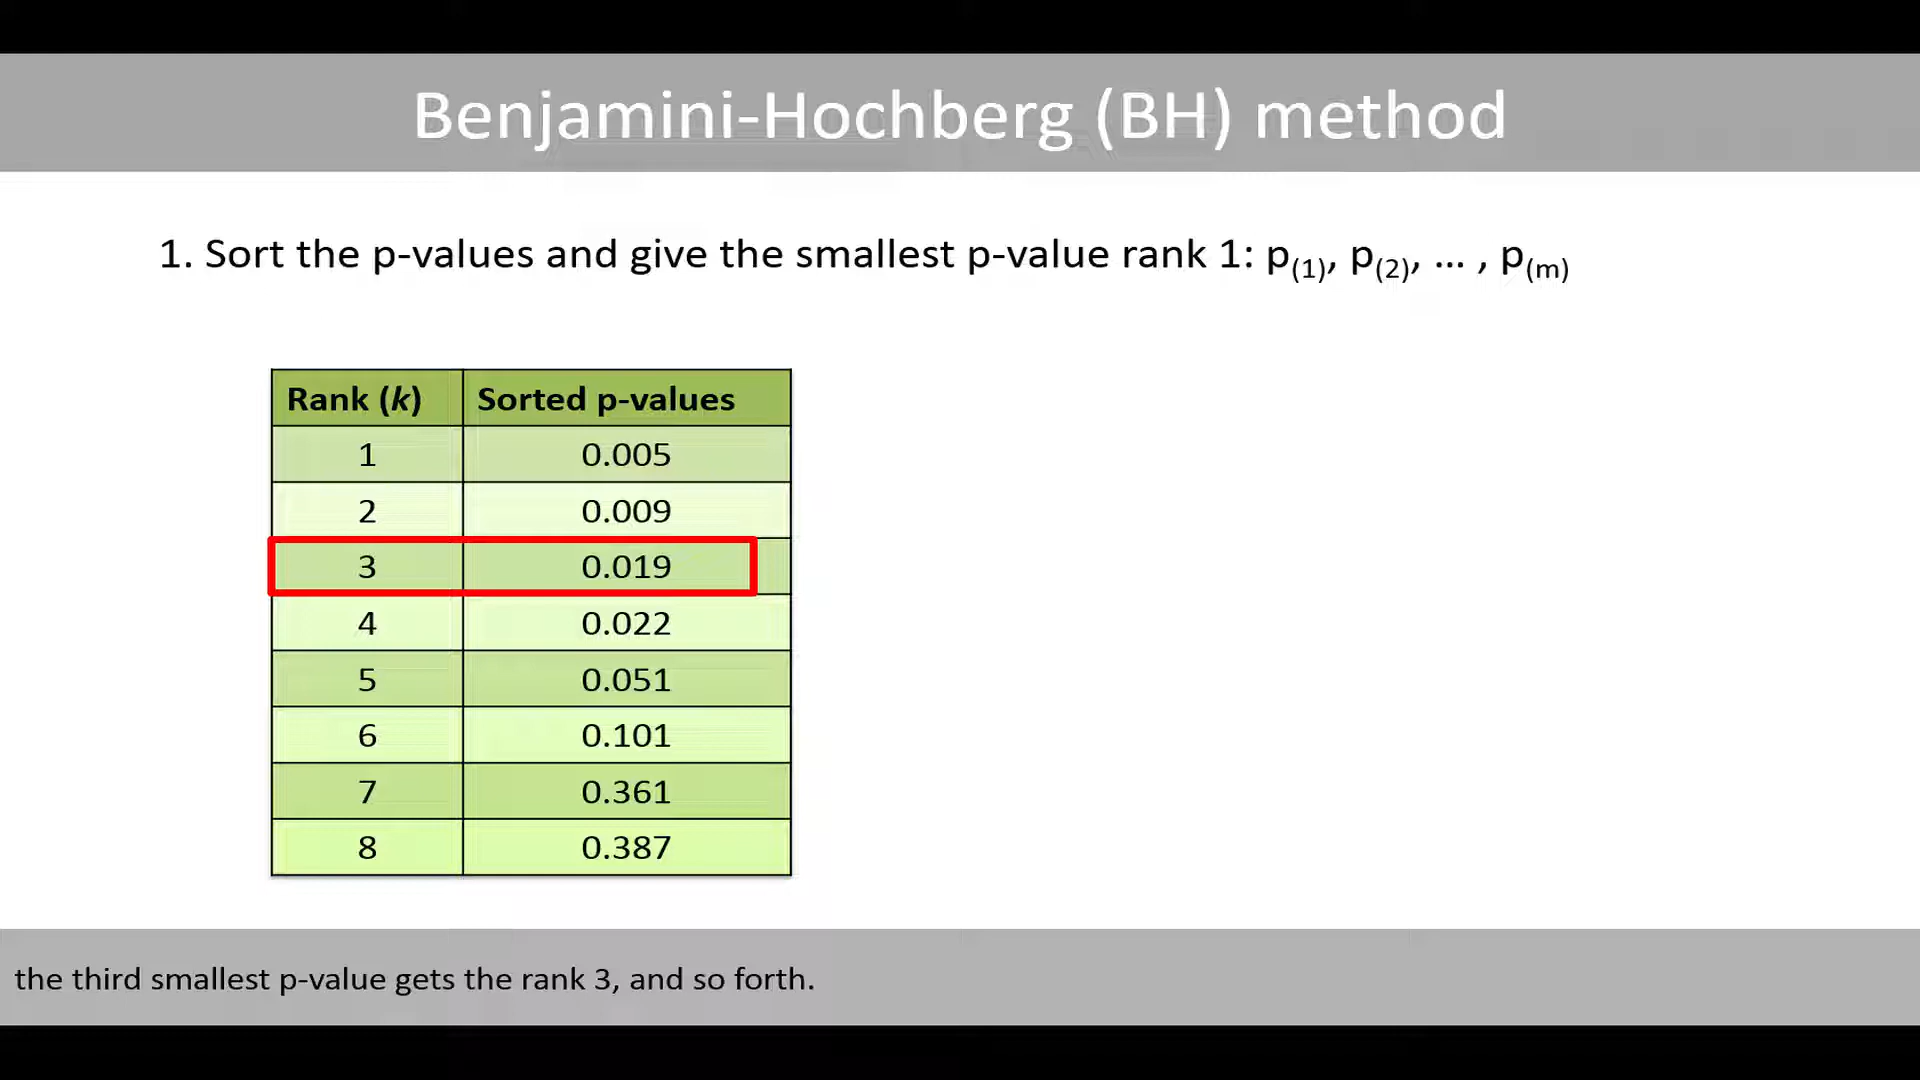 Benjamini-Hochberg (BH) method
1. Sort the p-values and give the smallest p-value rank 1: p(1), p(2), ... , p(m)
Rank (k) Sorted p-values
1 0.005
2 0.009
3 0.019
4 0.022
5 0.051
6 0.101
7 0.361
8 0.387
the third smallest p-value gets the rank 3, and so forth.